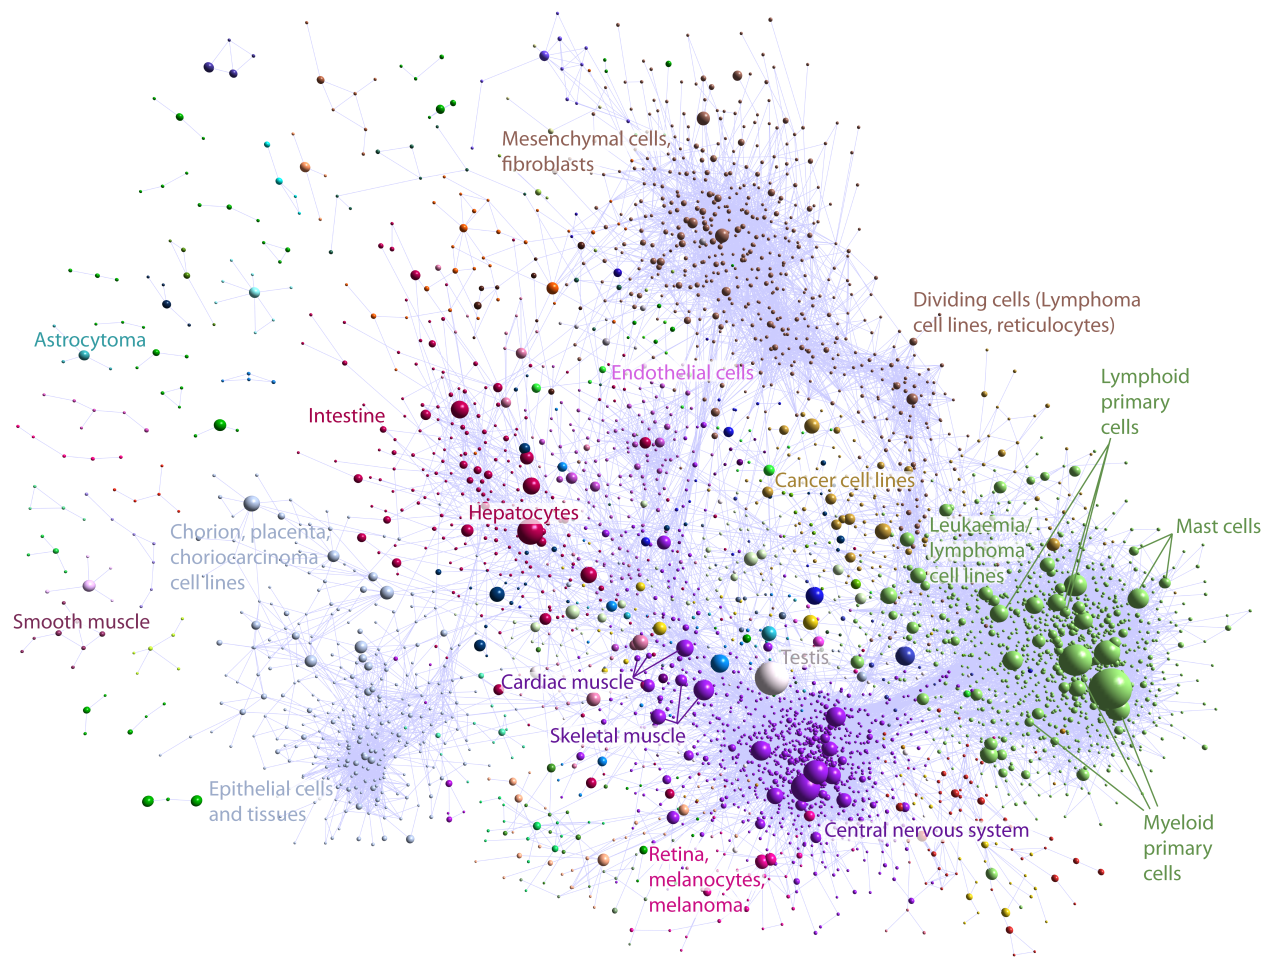 Mesenchymal cells,
fibroblasts
Dividing cells (Lymphoma
cell lines, reticulocytes)
Astrocytoma
Endothelial cells
Lymphoid
primary
cells
Intestine
Cancer cell lines
Hepatocytes
Leukaemia/
lymphoma
cell lines
Mast cells
Chorion, placenta,
choriocarcinoma
cell lines
Smooth muscle
Testis
Cardiac muscle
Skeletal muscle
Epithelial cells
and tissues
Central nervous system
Myeloid
primary
cells
Retina,
melanocytes,
melanoma